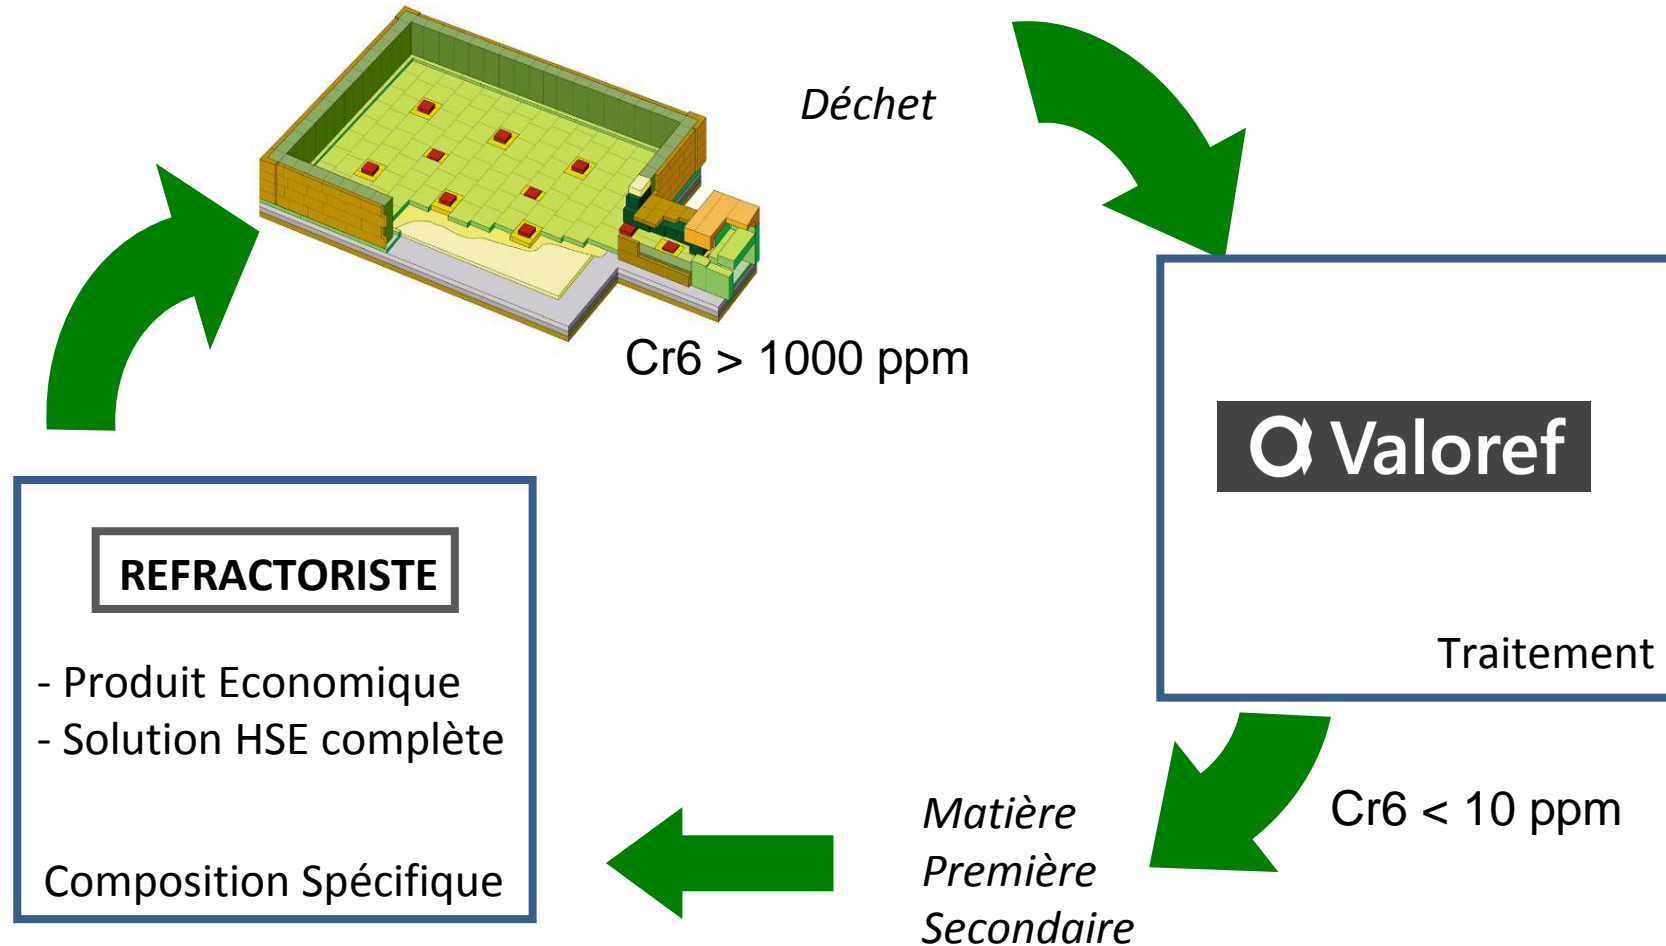 Déchet
Cr6 > 1000 ppm
Valoref
Traitement
Cr6 < 10 ppm
Matière
Première
Secondaire
REFRACTORISTE
- Produit Economique
- Solution HSE complète
Composition Spécifique